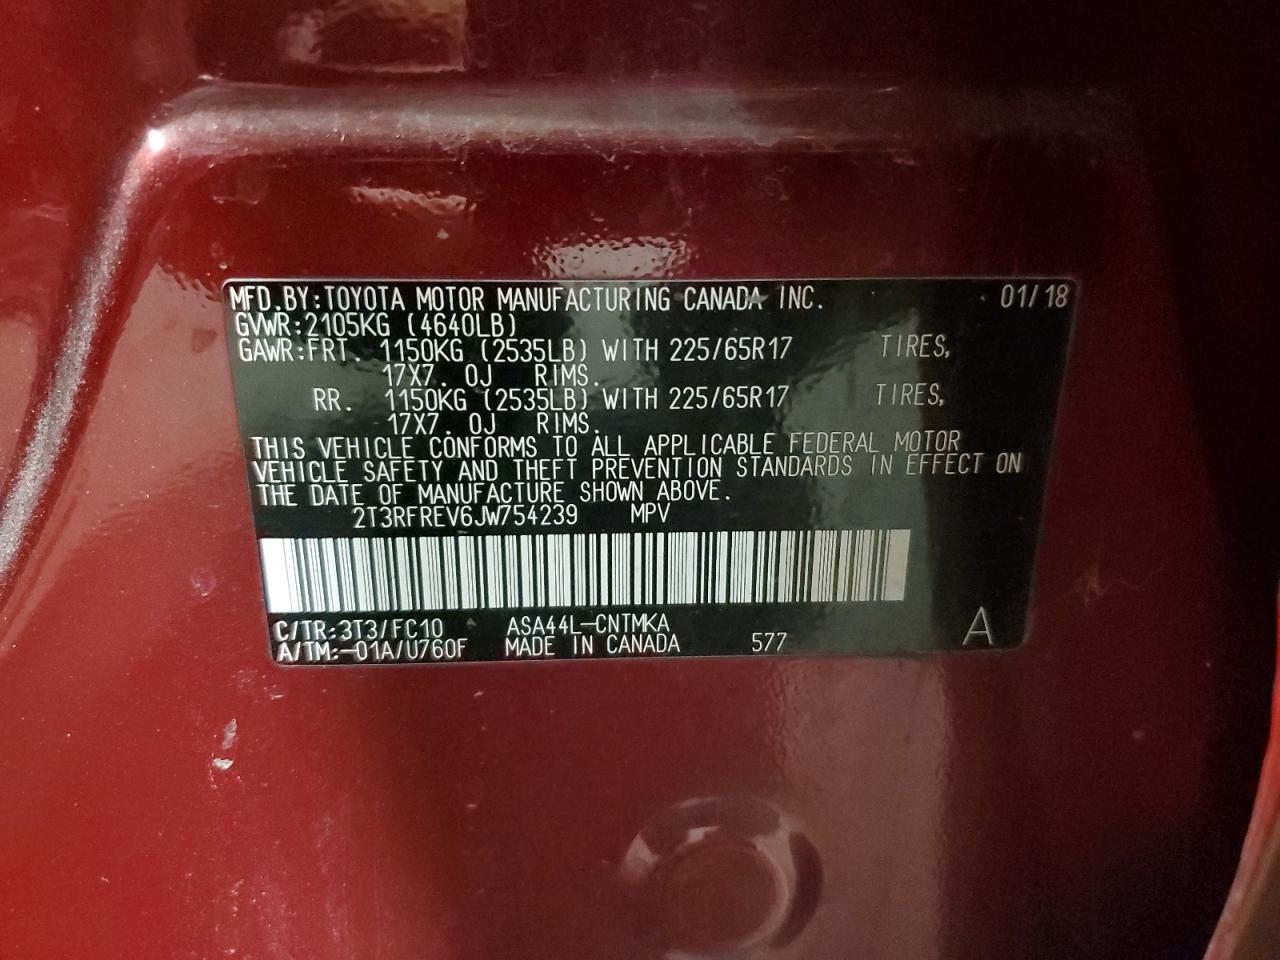 MFD.BY:TOYOTA MOTOR MANUFACTURING CANADA INC. 01/18
GVWR:2105KG (4640LB)
GAWR:FRT. 1150KG (2535LB) WITH 225/65R17 TIRES,
17X7.0J RIMS.
RR. 1150KG (2535LB) WITH 225/65R17 TIRES,
17X7.0J RIMS.
THIS VEHICLE CONFORMS TO ALL APPLICABLE FEDERAL MOTOR
VEHICLE SAFETY AND THEFT PREVENTION STANDARDS IN EFFECT ON
THE DATE OF MANUFACTURE SHOWN ABOVE.
2T3RFREV6JW754239 MPV
C/TR:3T3/FC10 ASA44L-CNTMKA
A/TM:-01A/U760F MADE IN CANADA 577 A